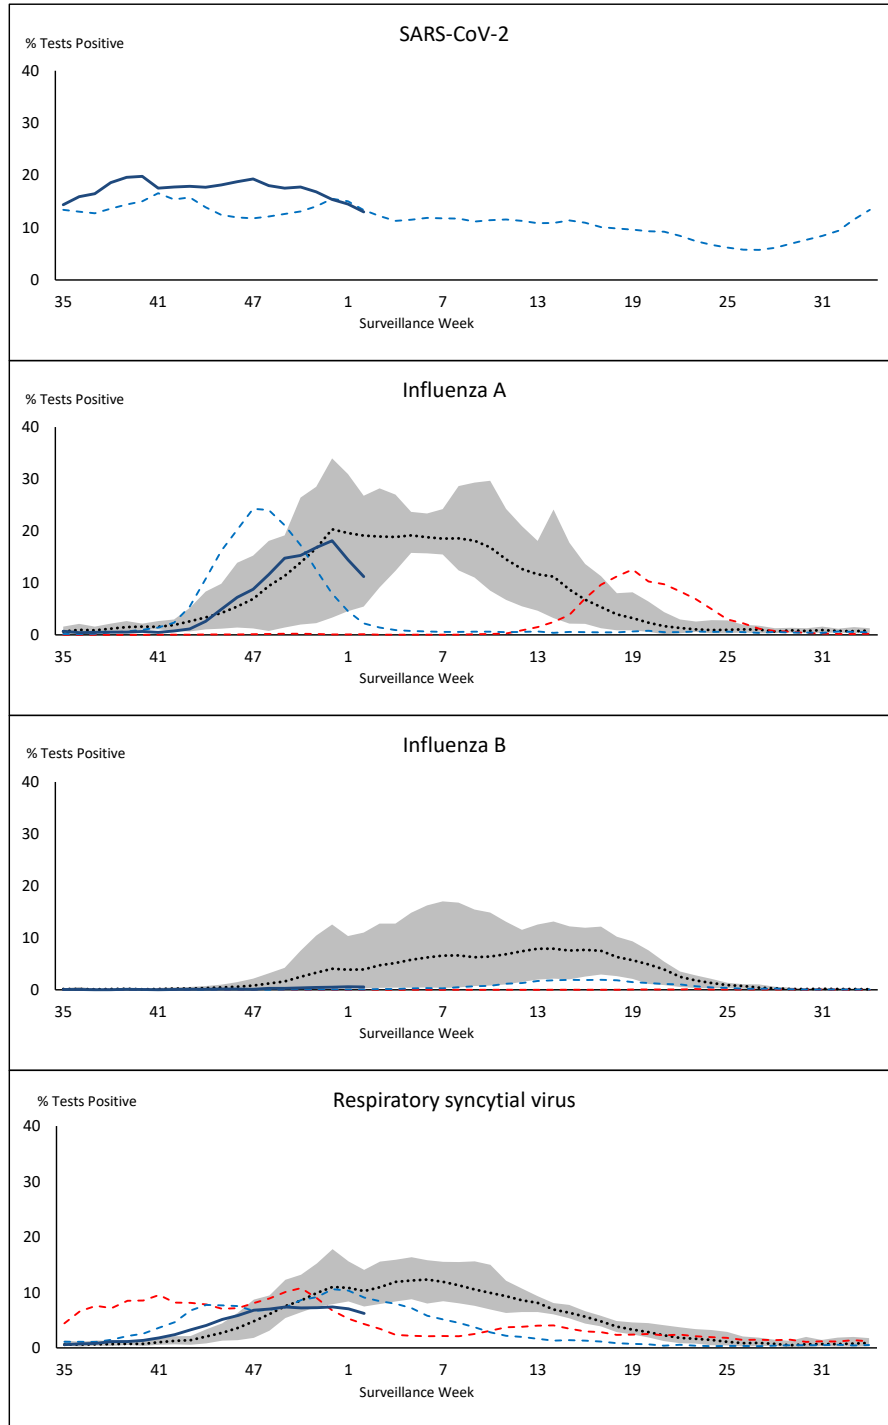 SARS-CoV-2
% Tests Positive
40
30
20
10
0
35 41 47 1 7 13 19 25 31
Surveillance Week
Influenza A
% Tests Positive
40
30
20
10
0
35 41 47 1 7 13 19 25 31
Surveillance Week
Influenza B
% Tests Positive
40
30
20
10
0
35 41 47 1 7 13 19 25 31
Surveillance Week
Respiratory syncytial virus
% Tests Positive
40
30
20
10
0
35 41 47 1 7 13 19 25 31
Surveillance Week